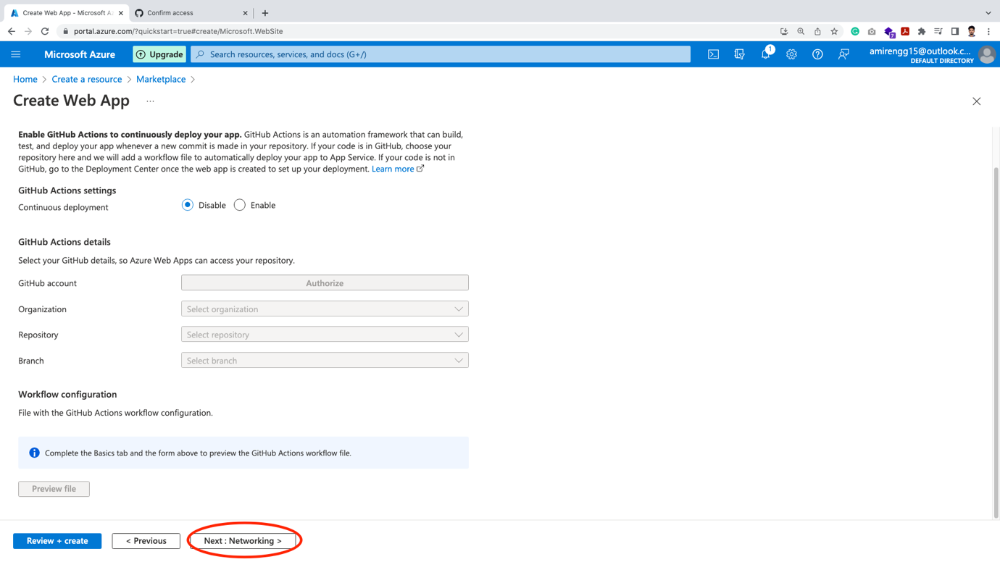 Create Web App - Microsoft Az
Confirm access
portal.azure.com/?quickstart=true#create/Microsoft.WebSite
7
Microsoft Azure
Upgrade
Search resources, services, and docs (G+/)
1
amirengg15@outlook.c...
DEFAULT DIRECTORY
Home > Create a resource > Marketplace >
Create Web App ...
Enable GitHub Actions to continuously deploy your app. GitHub Actions is an automation framework that can build,
test, and deploy your app whenever a new commit is made in your repository. If your code is in GitHub, choose your
repository here and we will add a workflow file to automatically deploy your app to App Service. If your code is not in
GitHub, go to the Deployment Center once the web app is created to set up your deployment. Learn more
GitHub Actions settings
Continuous deployment
Disable
Enable
GitHub Actions details
Select your GitHub details, so Azure Web Apps can access your repository.
GitHub account
Authorize
Organization
Select organization
Repository
Select repository
Branch
Select branch
Workflow configuration
File with the GitHub Actions workflow configuration.
Complete the Basics tab and the form above to preview the GitHub Actions workflow file.
Preview file
Review + create
< Previous
Next : Networking >